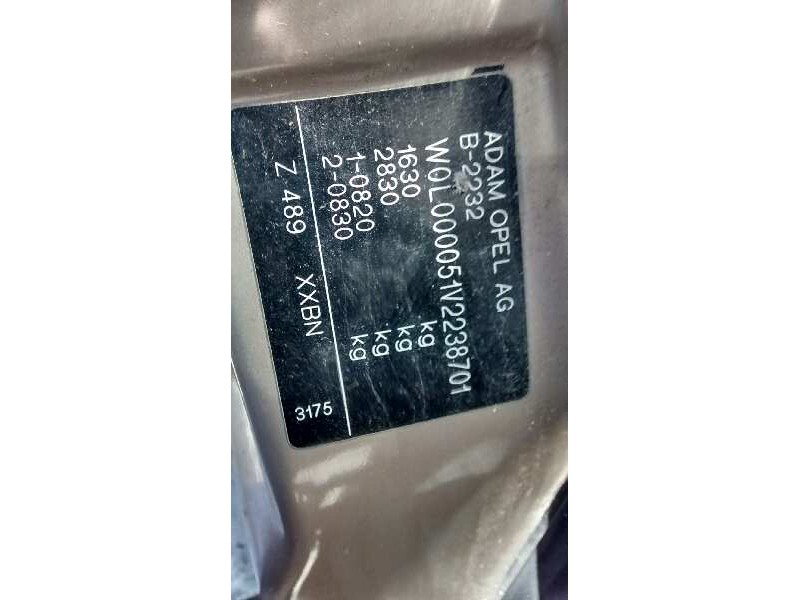 ADAM OPEL AG
B-2232
W0L000051V2238701
1630 kg
2830 kg
1-0820 kg
2-0830 kg
Z 489 XXBN
3175